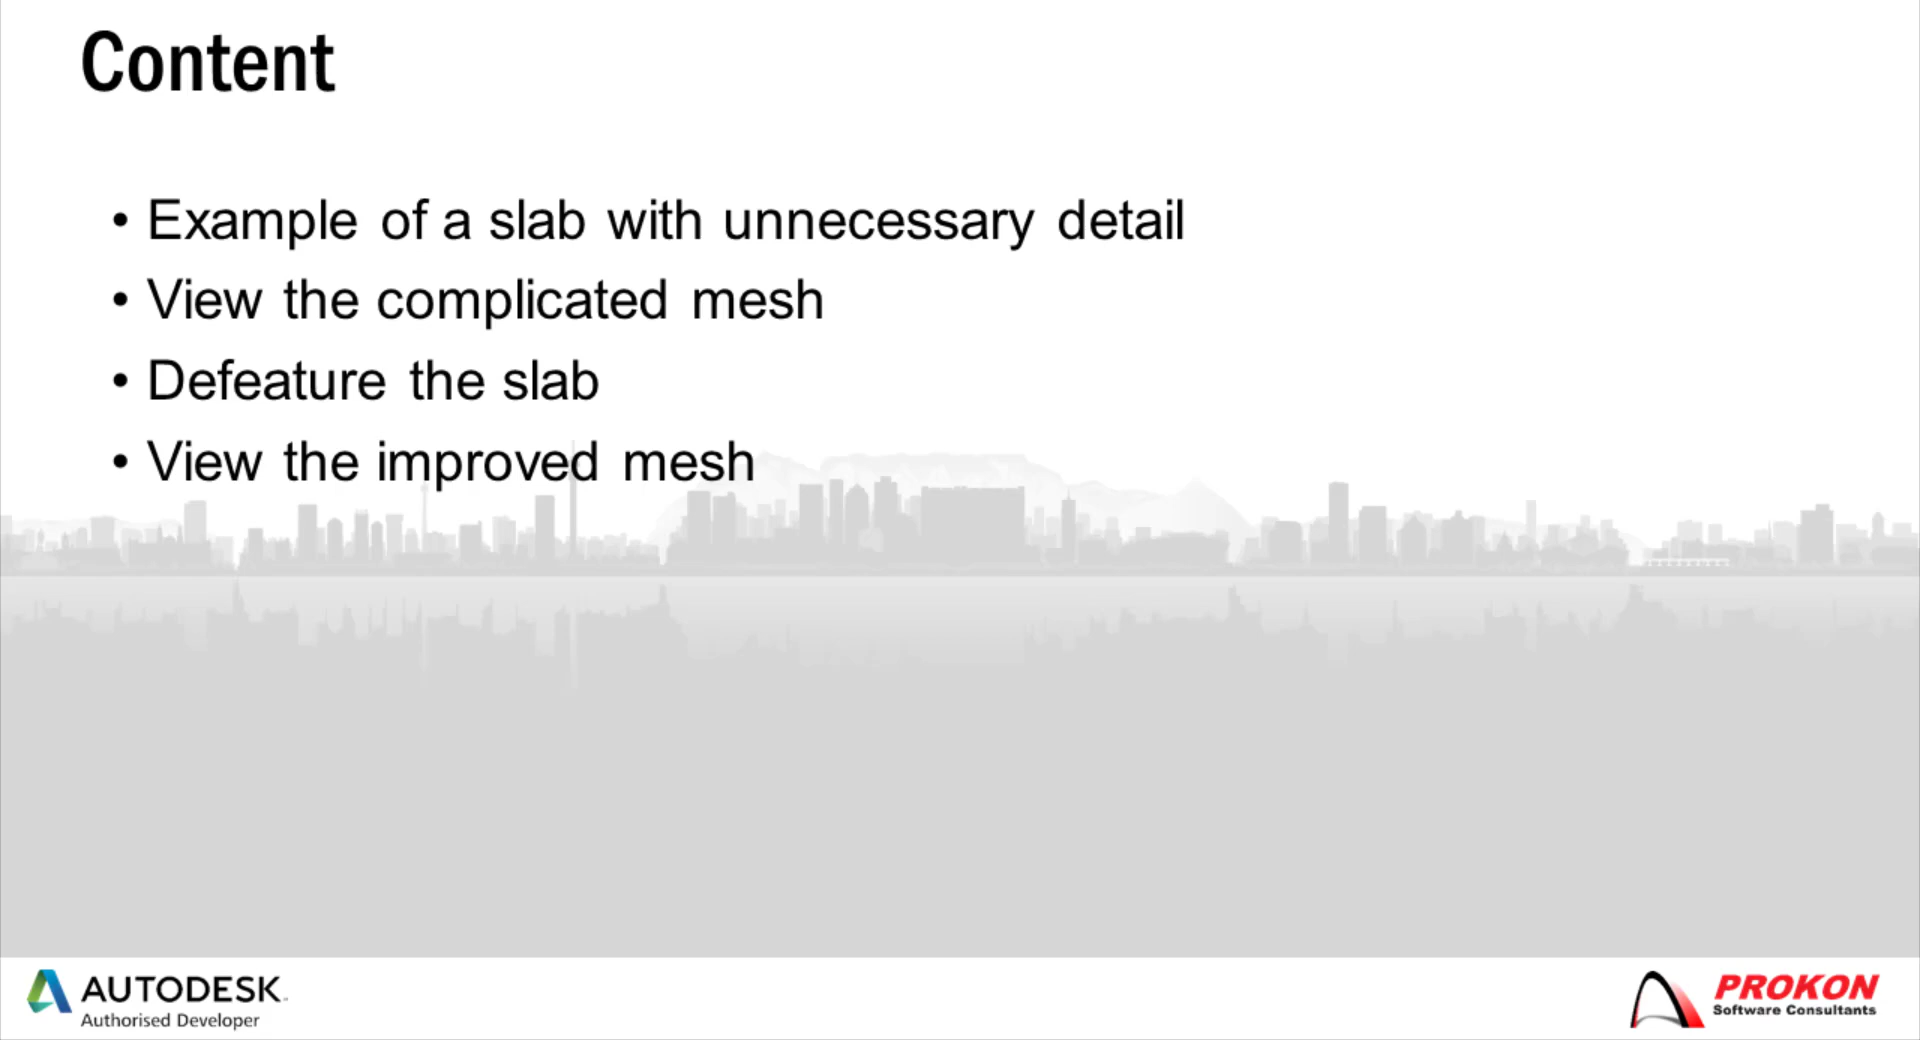 Content
• Example of a slab with unnecessary detail
• View the complicated mesh
• Defeature the slab
• View the improved mesh
AUTODESK
Authorised Developer
PROKON
Software Consultants